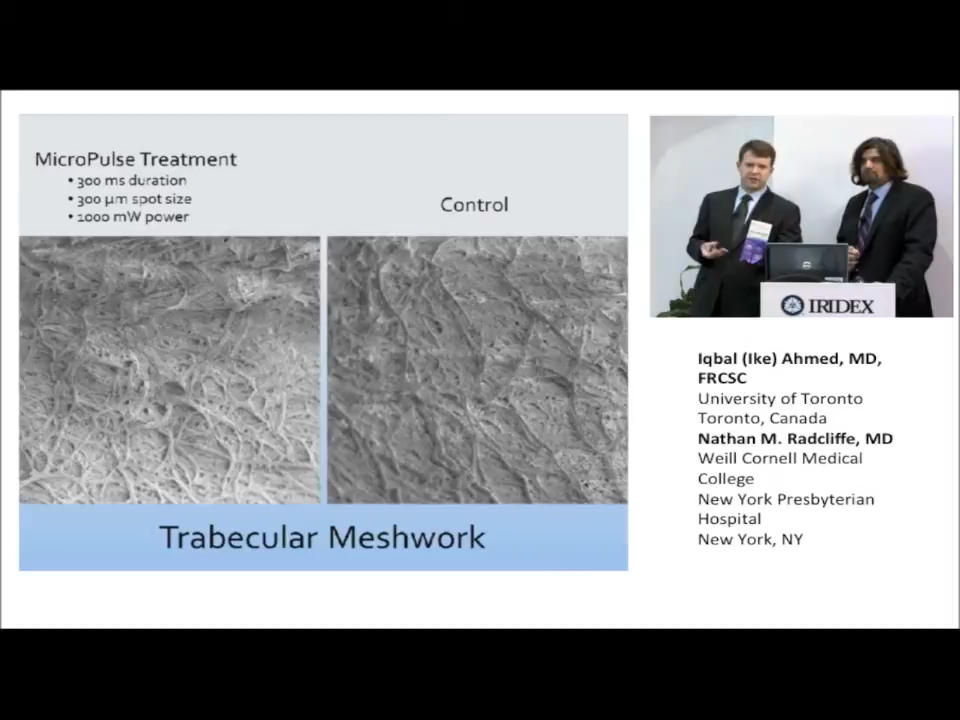 MicroPulse Treatment
• 300 ms duration
• 300 µm spot size
• 1000 mW power
Control
Trabecular Meshwork
IRIDEX
Iqbal (Ike) Ahmed, MD,
FRCSC
University of Toronto
Toronto, Canada
Nathan M. Radcliffe, MD
Weill Cornell Medical
College
New York Presbyterian
Hospital
New York, NY